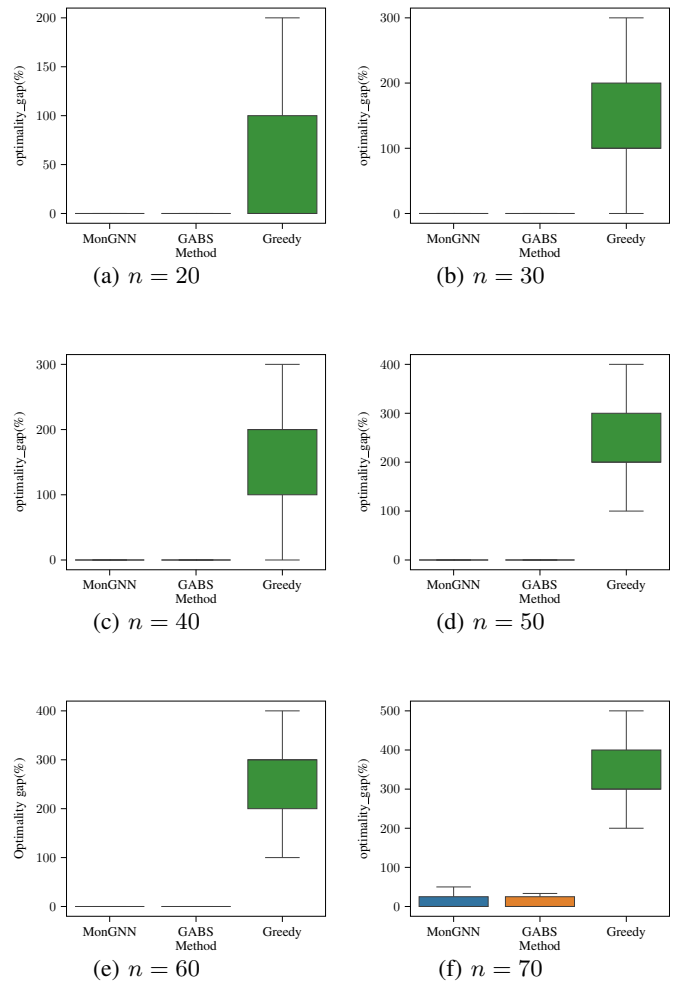 200
150
100
50
0
optimality_gap(%)
MonGNN GABS Greedy
Method
(a) n = 20
300
200
100
0
optimality_gap(%)
MonGNN GABS Greedy
Method
(b) n = 30
300
200
100
0
optimality_gap(%)
MonGNN GABS Greedy
Method
(c) n = 40
400
300
200
100
0
optimality_gap(%)
MonGNN GABS Greedy
Method
(d) n = 50
400
300
200
100
0
Optimality gap(%)
MonGNN GABS Greedy
Method
(e) n = 60
500
400
300
200
100
0
optimality_gap(%)
MonGNN GABS Greedy
Method
(f) n = 70